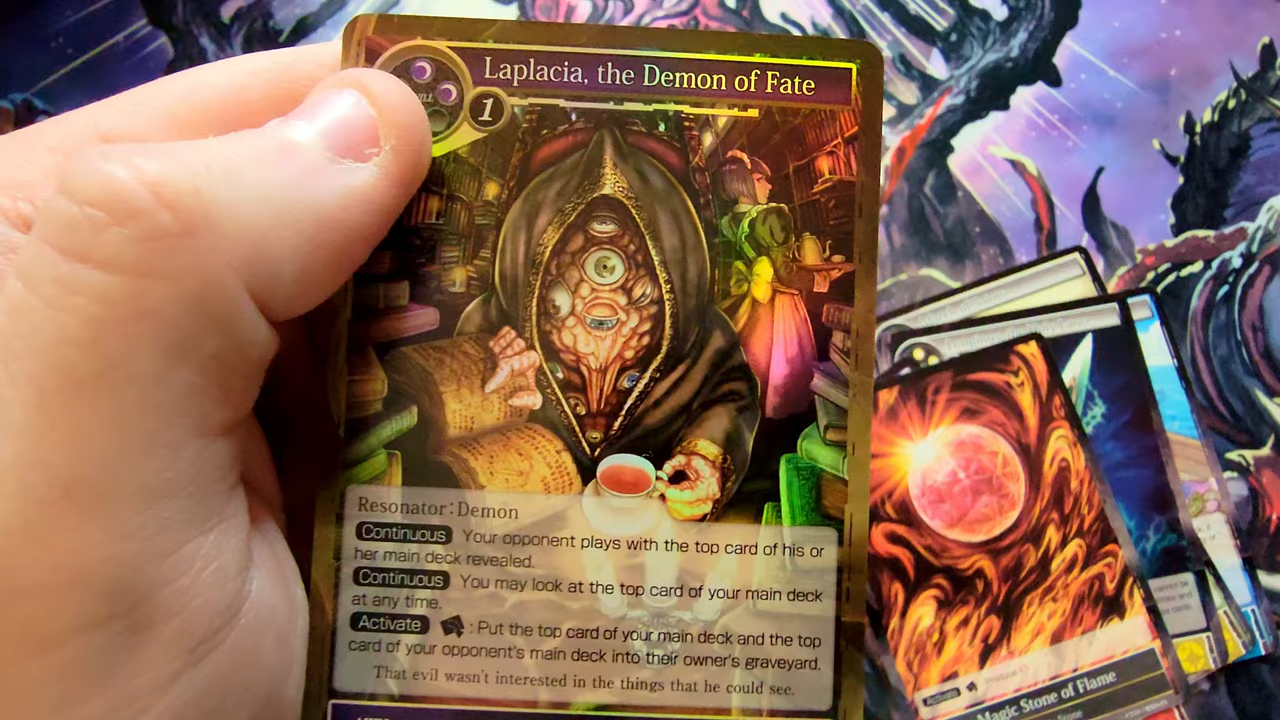 Laplacia, the Demon of Fate
1
Resonator:Demon
Continuous Your opponent plays with the top card of his or
her main deck revealed.
Continuous You may look at the top card of your main deck
at any time.
Activate : Put the top card of your main deck and the top
card of your opponent's main deck into their owner's graveyard.
That evil wasn't interested in the things that he could see.
Activate
Magic Stone of Flame